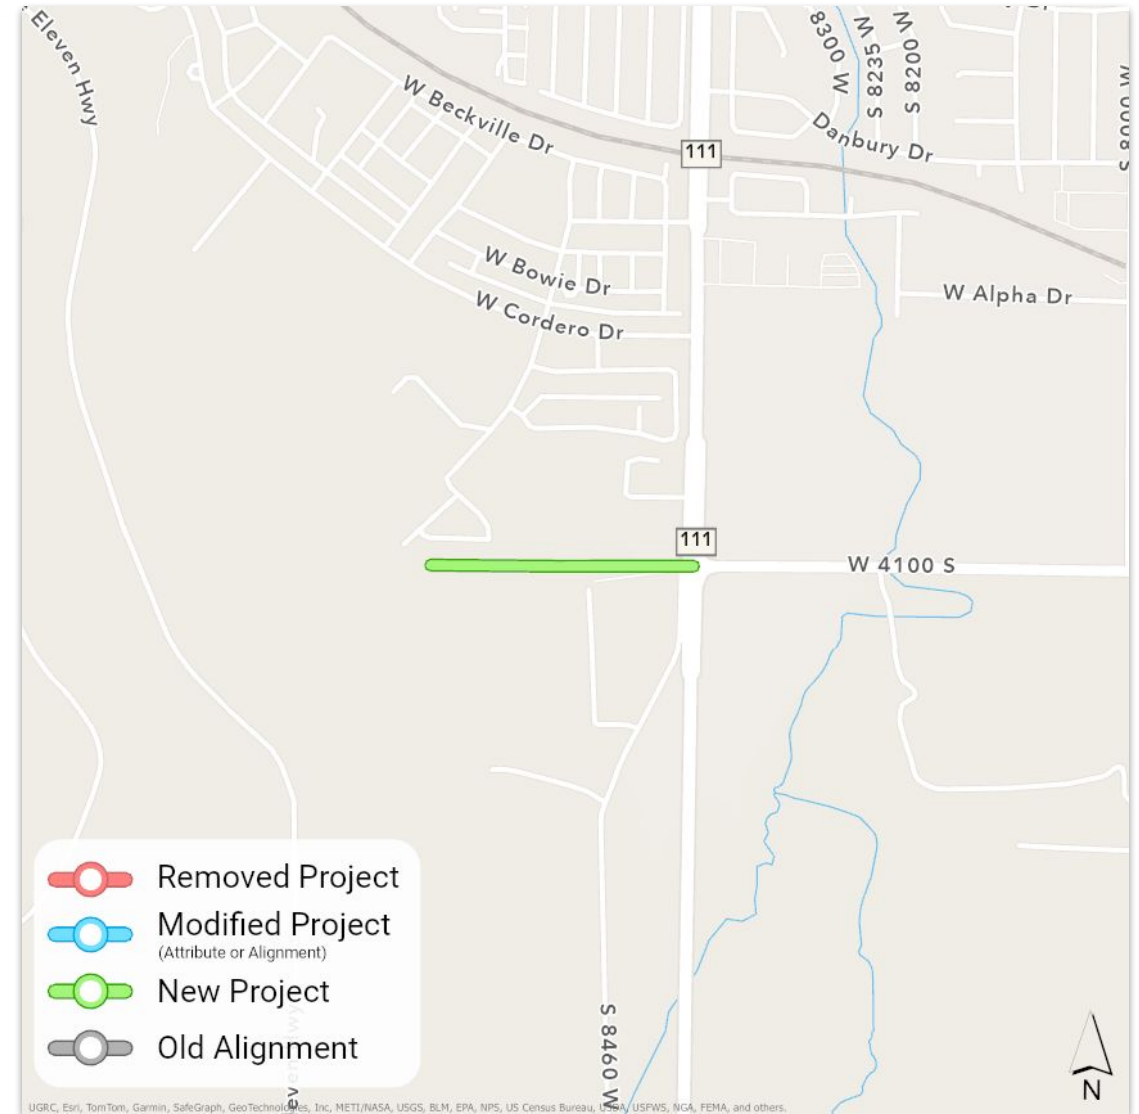 Eleven Hwy
W Beckville Dr
8300 W
S 8235 W
S 8200 W
Danbury Dr
111
W Bowie Dr
W Cordero Dr
W Alpha Dr
111
W 4100 S
Removed Project
Modified Project
(Attribute or Alignment)
New Project
Old Alignment
S 8460 W
N
UGRC, Esri, TomTom, Garmin, SafeGraph, GeoTechnologies, Inc, METI/NASA, USGS, BLM, EPA, NPS, US Census Bureau, USDA, USFWS, NGA, FEMA, and others.